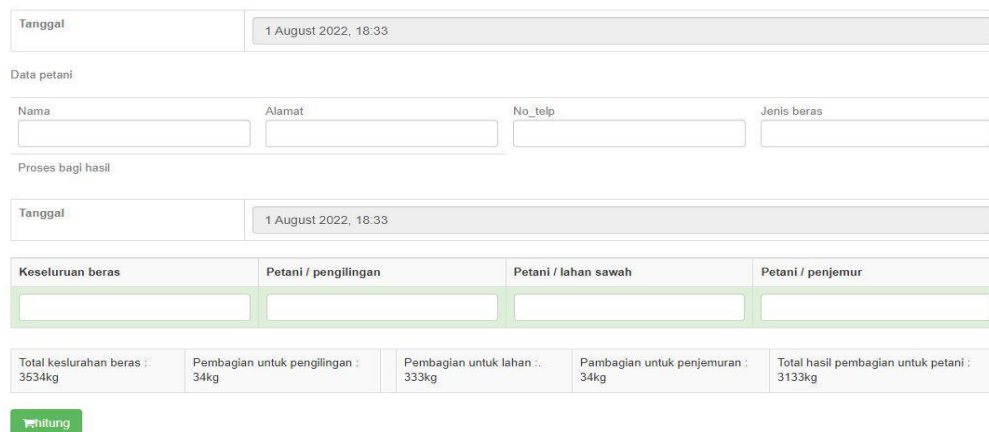 Tanggal 1 August 2022, 18:33
Data petani
Nama Alamat No_telp Jenis beras
Proses bagi hasil
Tanggal 1 August 2022, 18:33
Keseluruan beras Petani / pengilingan Petani / lahan sawah Petani / penjemur
Total keslurahan beras : Pembagian untuk pengilingan : Pembagian untuk lahan :. Pambagian untuk penjemuran : Total hasil pembagian untuk petani :
3534kg 34kg 333kg 34kg 3133kg
hitung